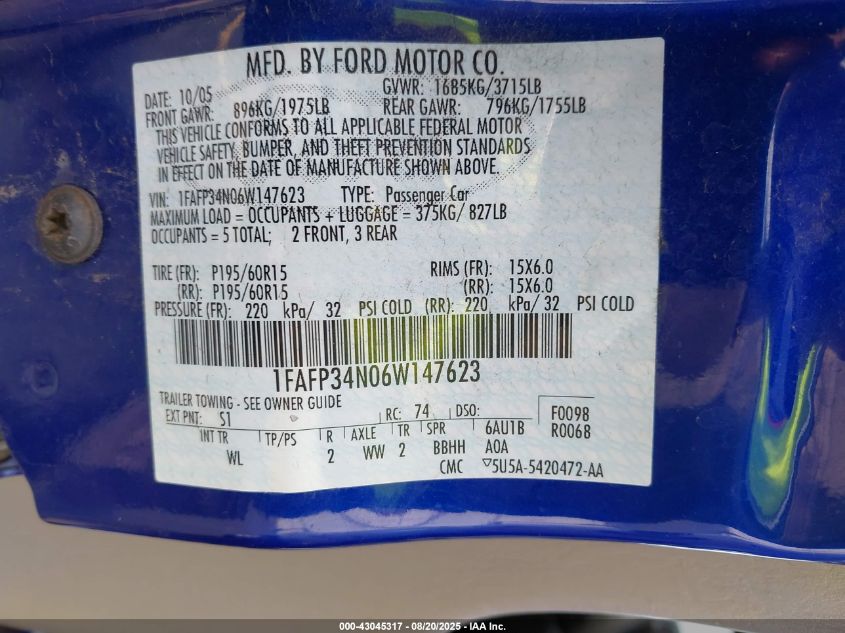 MFD. BY FORD MOTOR CO.
DATE: 10/05 GVWR: 1685KG/3715LB
FRONT GAWR: 896KG/1975LB REAR GAWR: 796KG/1755LB
THIS VEHICLE CONFORMS TO ALL APPLICABLE FEDERAL MOTOR
VEHICLE SAFETY, BUMPER, AND THEFT PREVENTION STANDARDS
IN EFFECT ON THE DATE OF MANUFACTURE SHOWN ABOVE.
VIN: 1FAFP34N06W147623 TYPE: Passenger Car
MAXIMUM LOAD = OCCUPANTS + LUGGAGE = 375KG/ 827LB
OCCUPANTS = 5 TOTAL; 2 FRONT, 3 REAR
TIRE (FR): P195/60R15 RIMS (FR): 15X6.0
(RR): P195/60R15 (RR): 15X6.0
PRESSURE (FR): 220 kPa/ 32 PSI COLD (RR): 220 kPa/ 32 PSI COLD
1FAFP34N06W147623
TRAILER TOWING - SEE OWNER GUIDE
EXT PNT: S1 RC: 74 DSO: F0098
INT TR TP/PS R AXLE TR SPR 6AU1B R0068
WL 2 WW 2 BBHH AOA
CMC ▽5U5A-5420472-AA
000-43045317 - 08/20/2025 - IAA Inc.